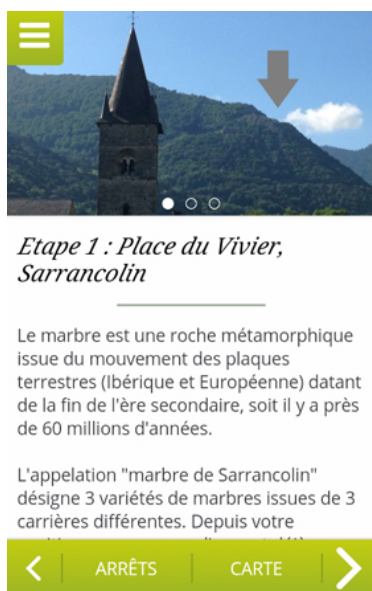 Etape 1 : Place du Vivier,
Sarrancolin
Le marbre est une roche métamorphique
issue du mouvement des plaques
terrestres (Ibérique et Européenne) datant
de la fin de l'ère secondaire, soit il y a près
de 60 millions d'années.
L'appelation "marbre de Sarrancolin"
désigne 3 variétés de marbres issues de 3
carrières différentes. Depuis votre
ARRÊTS CARTE